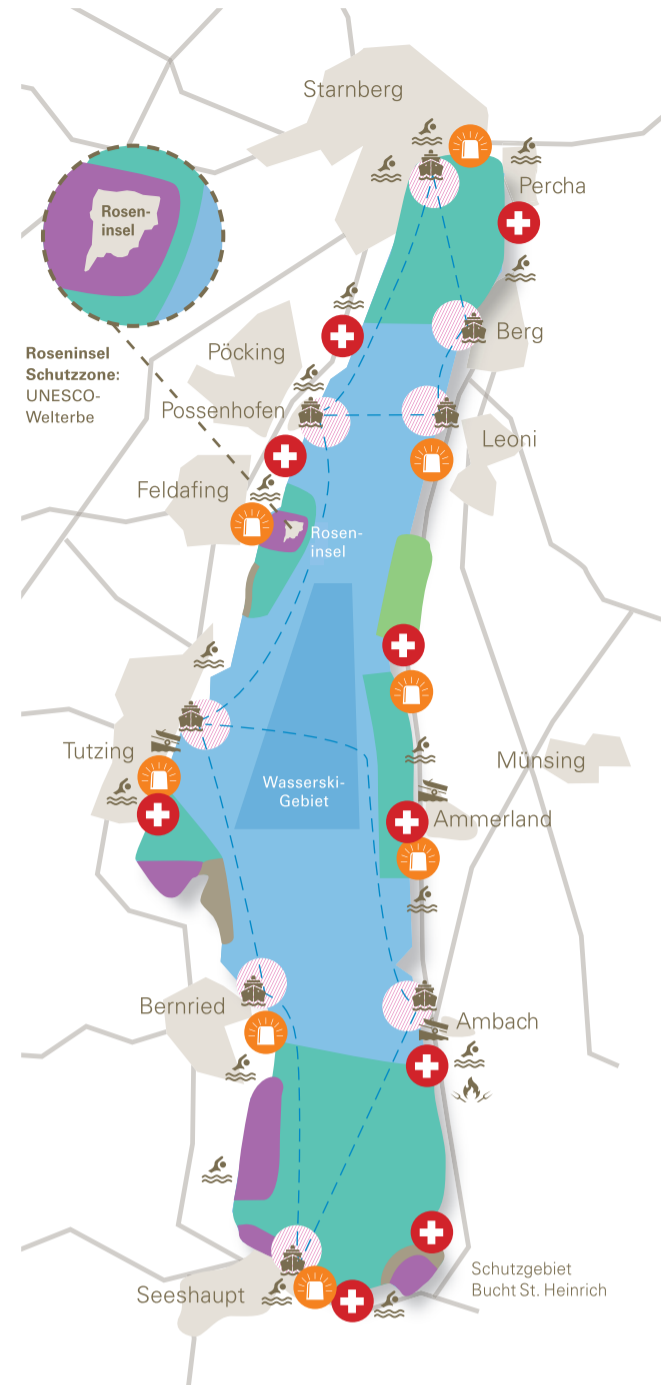 Starnberg
Percha
Rosen-
insel
Berg
Roseninsel
Schutzzone:
UNESCO-
Welterbe
Pöcking
Possenhofen
Leoni
Feldafing
Rosen-
insel
Tutzing
Münsing
Wasserski-
Gebiet
Ammerland
Bernried
Ambach
Schutzgebiet
Bucht St. Heinrich
Seeshaupt